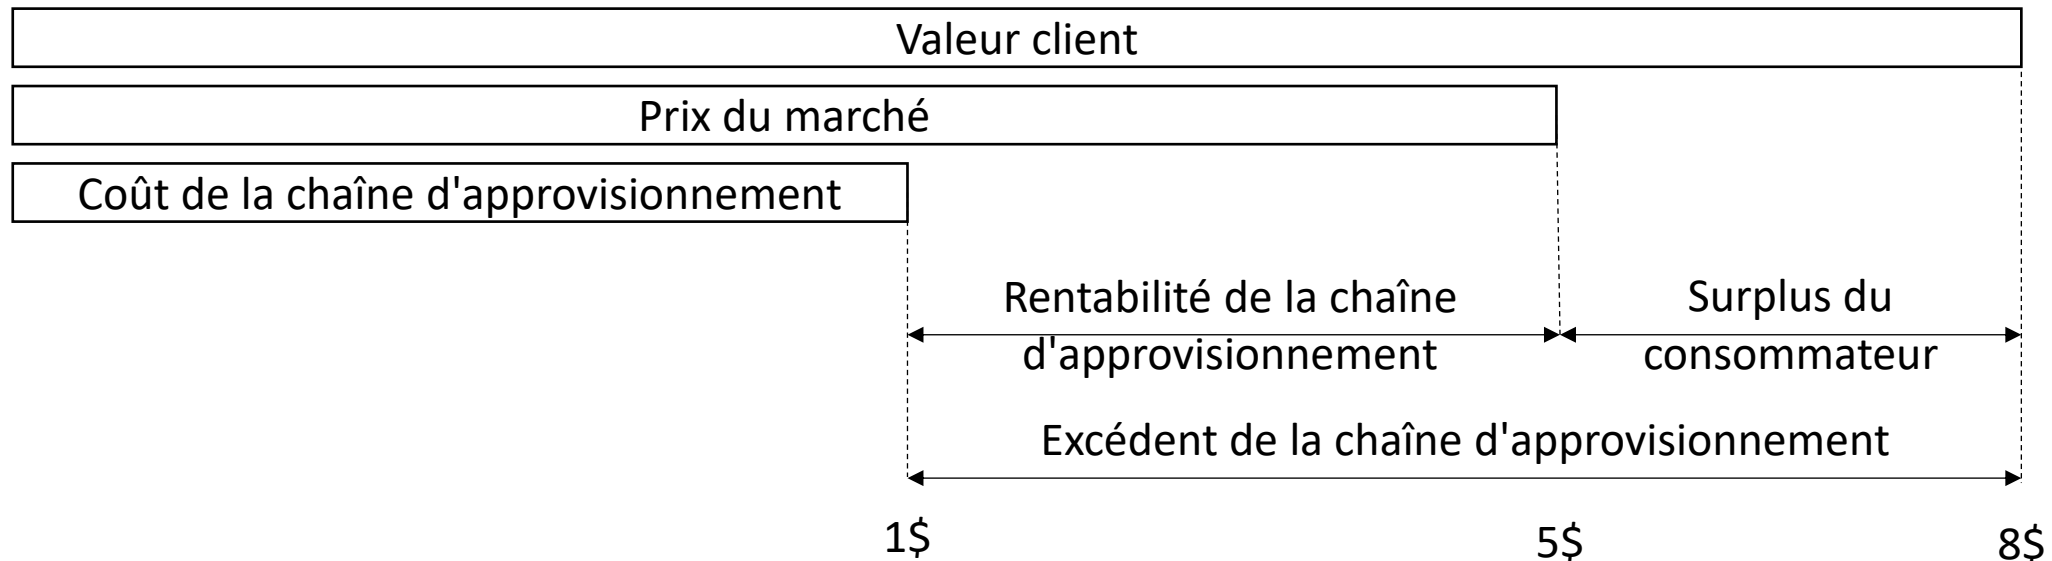 Valeur client
Prix du marché
Coût de la chaîne d'approvisionnement
Rentabilité de la chaîne
d'approvisionnement
Surplus du
consommateur
Excédent de la chaîne d'approvisionnement
1$
5$
8$